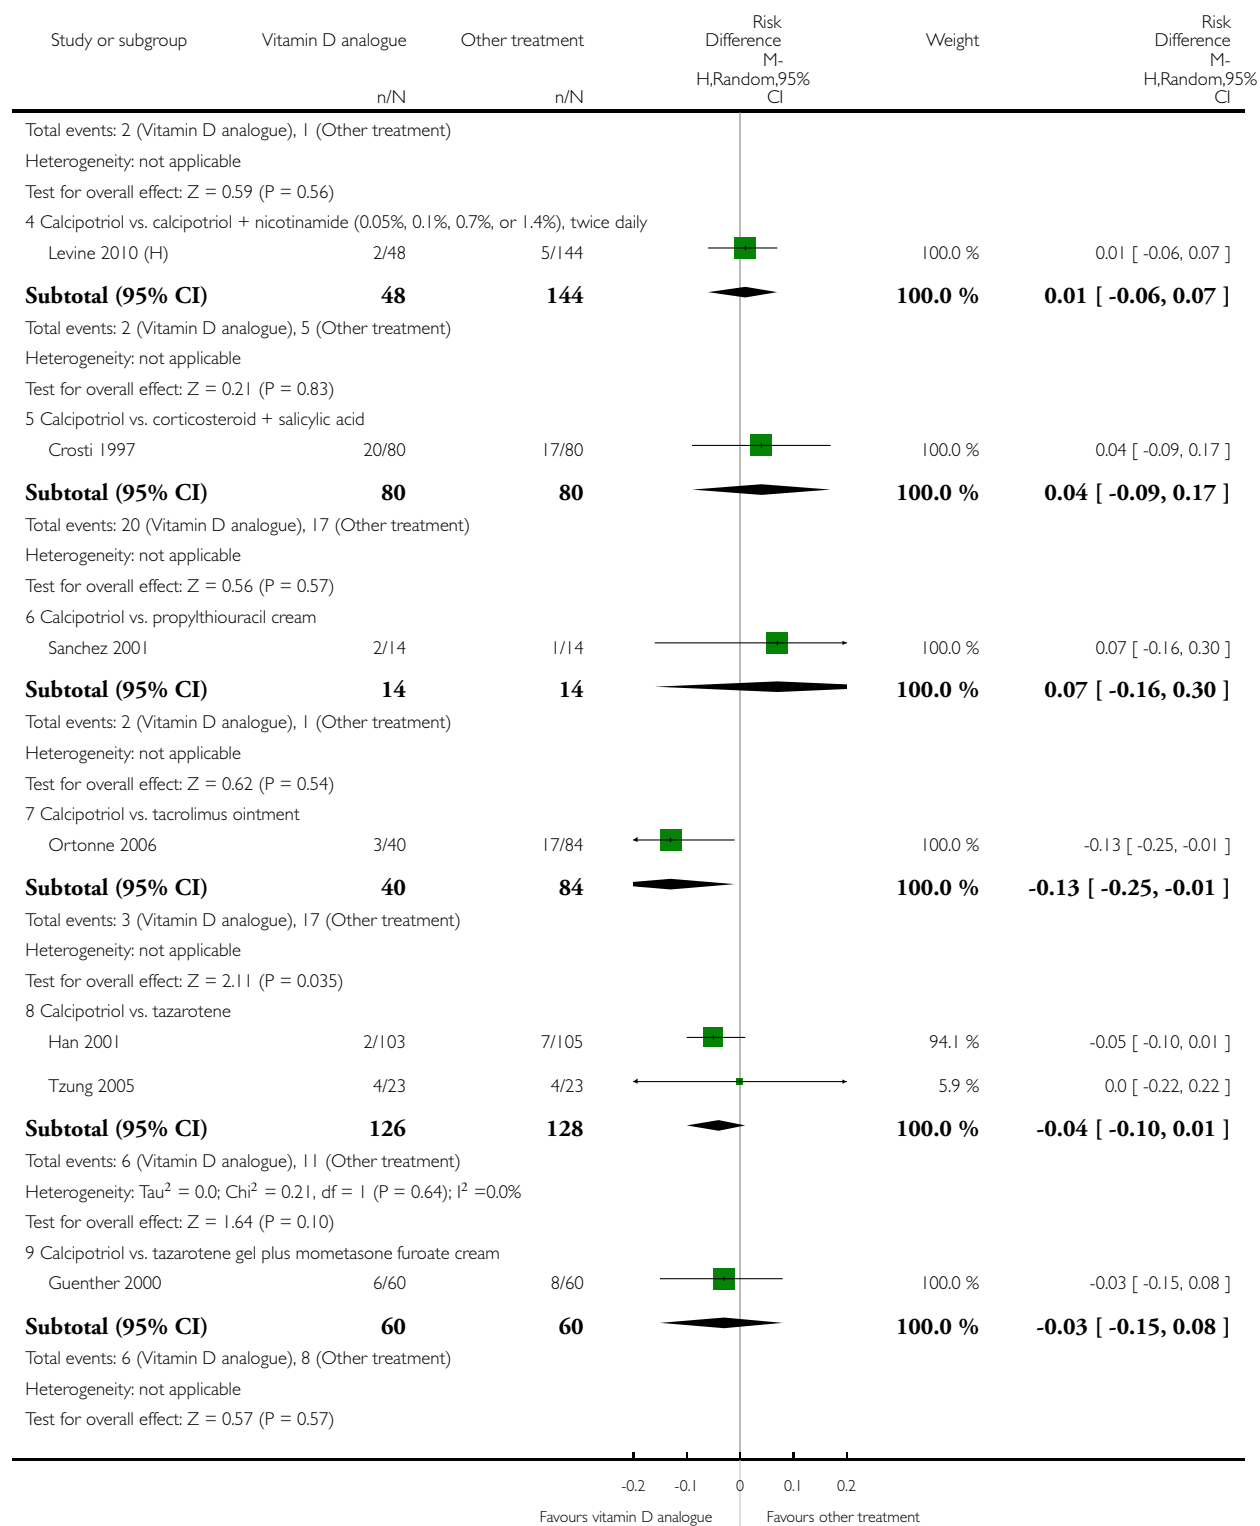 Study or subgroup Vitamin D analogue Other treatment Risk Difference Weight Risk Difference
M-H,Random,95% CI M-H,Random,95% CI
n/N n/N
Total events: 2 (Vitamin D analogue), 1 (Other treatment)
Heterogeneity: not applicable
Test for overall effect: Z = 0.59 (P = 0.56)
4 Calcipotriol vs. calcipotriol + nicotinamide (0.05%, 0.1%, 0.7%, or 1.4%), twice daily
Levine 2010 (H) 2/48 5/144 100.0 % 0.01 [ -0.06, 0.07 ]
Subtotal (95% CI) 48 144 100.0 % 0.01 [ -0.06, 0.07 ]
Total events: 2 (Vitamin D analogue), 5 (Other treatment)
Heterogeneity: not applicable
Test for overall effect: Z = 0.21 (P = 0.83)
5 Calcipotriol vs. corticosteroid + salicylic acid
Crosti 1997 20/80 17/80 100.0 % 0.04 [ -0.09, 0.17 ]
Subtotal (95% CI) 80 80 100.0 % 0.04 [ -0.09, 0.17 ]
Total events: 20 (Vitamin D analogue), 17 (Other treatment)
Heterogeneity: not applicable
Test for overall effect: Z = 0.56 (P = 0.57)
6 Calcipotriol vs. propylthiouracil cream
Sanchez 2001 2/14 1/14 100.0 % 0.07 [ -0.16, 0.30 ]
Subtotal (95% CI) 14 14 100.0 % 0.07 [ -0.16, 0.30 ]
Total events: 2 (Vitamin D analogue), 1 (Other treatment)
Heterogeneity: not applicable
Test for overall effect: Z = 0.62 (P = 0.54)
7 Calcipotriol vs. tacrolimus ointment
Ortonne 2006 3/40 17/84 100.0 % -0.13 [ -0.25, -0.01 ]
Subtotal (95% CI) 40 84 100.0 % -0.13 [ -0.25, -0.01 ]
Total events: 3 (Vitamin D analogue), 17 (Other treatment)
Heterogeneity: not applicable
Test for overall effect: Z = 2.11 (P = 0.035)
8 Calcipotriol vs. tazarotene
Han 2001 2/103 7/105 94.1 % -0.05 [ -0.10, 0.01 ]
Tzung 2005 4/23 4/23 5.9 % 0.0 [ -0.22, 0.22 ]
Subtotal (95% CI) 126 128 100.0 % -0.04 [ -0.10, 0.01 ]
Total events: 6 (Vitamin D analogue), 11 (Other treatment)
Heterogeneity: Tau² = 0.0; Chi² = 0.21, df = 1 (P = 0.64); I² =0.0%
Test for overall effect: Z = 1.64 (P = 0.10)
9 Calcipotriol vs. tazarotene gel plus mometasone furoate cream
Guenther 2000 6/60 8/60 100.0 % -0.03 [ -0.15, 0.08 ]
Subtotal (95% CI) 60 60 100.0 % -0.03 [ -0.15, 0.08 ]
Total events: 6 (Vitamin D analogue), 8 (Other treatment)
Heterogeneity: not applicable
Test for overall effect: Z = 0.57 (P = 0.57)
-0.2 -0.1 0 0.1 0.2
Favours vitamin D analogue Favours other treatment